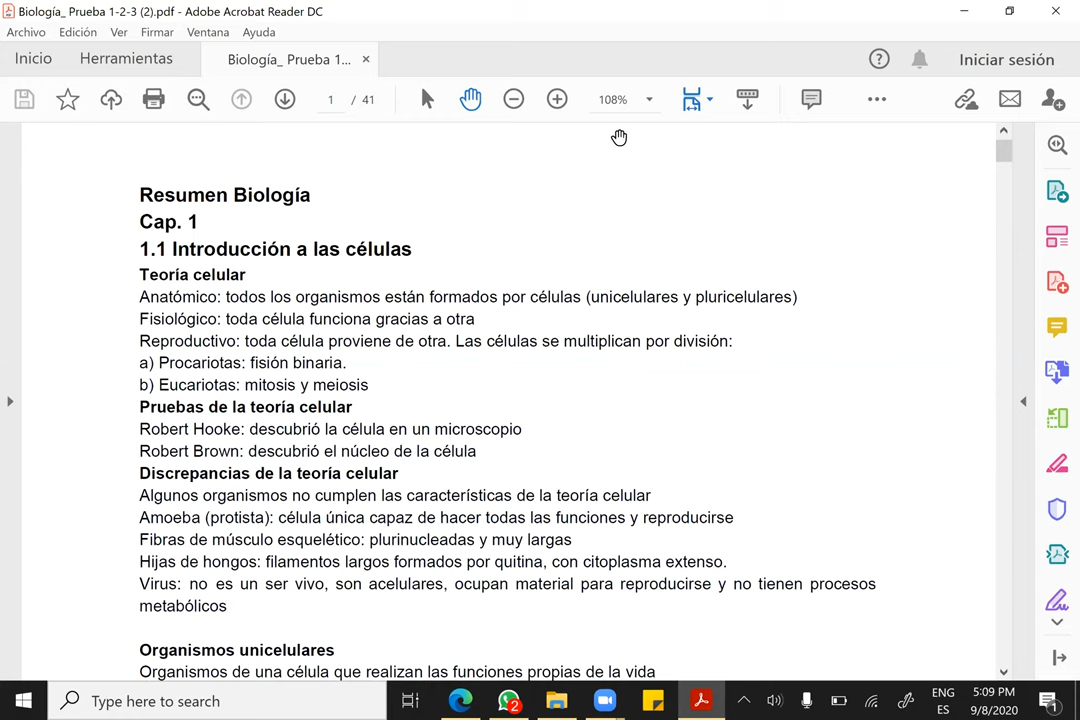 Biología_ Prueba 1-2-3 (2).pdf - Adobe Acrobat Reader DC
Archivo Edición Ver Firmar Ventana Ayuda
Inicio Herramientas Biología_ Prueba 1... × Iniciar sesión
1 / 41 108%
Resumen Biología
Cap. 1
1.1 Introducción a las células
Teoría celular
Anatómico: todos los organismos están formados por células (unicelulares y pluricelulares)
Fisiológico: toda célula funciona gracias a otra
Reproductivo: toda célula proviene de otra. Las células se multiplican por división:
a) Procariotas: fisión binaria.
b) Eucariotas: mitosis y meiosis
Pruebas de la teoría celular
Robert Hooke: descubrió la célula en un microscopio
Robert Brown: descubrió el núcleo de la célula
Discrepancias de la teoría celular
Algunos organismos no cumplen las características de la teoría celular
Amoeba (protista): célula única capaz de hacer todas las funciones y reproducirse
Fibras de músculo esquelético: plurinucleadas y muy largas
Hijas de hongos: filamentos largos formados por quitina, con citoplasma extenso.
Virus: no es un ser vivo, son acelulares, ocupan material para reproducirse y no tienen procesos
metabólicos
Organismos unicelulares
Organismos de una célula que realizan las funciones propias de la vida
Type here to search
2
ENG
ES
5:09 PM
9/8/2020
1